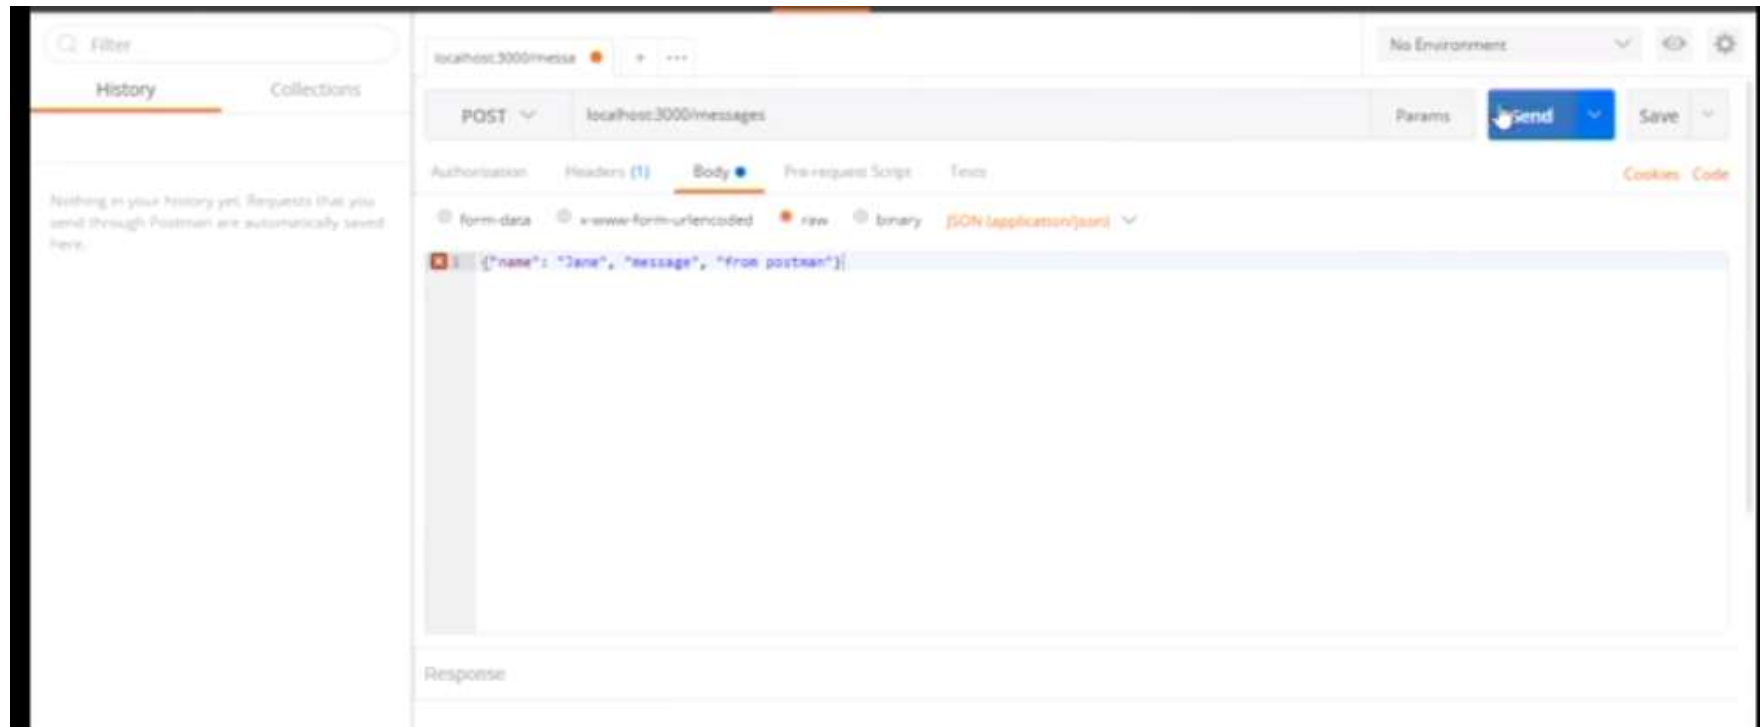 Filter
History Collections
Nothing in your history yet. Requests that you
send through Postman are automatically saved
here.
localhost:3000/messa + ...
No Environment
POST localhost:3000/messages Params Send Save
Authorization Headers (1) Body Pre-request Script Tests Cookies Code
form-data x-www-form-urlencoded raw binary JSON (application/json)
1 {"name": "Jane", "message", "from postman"}
Response